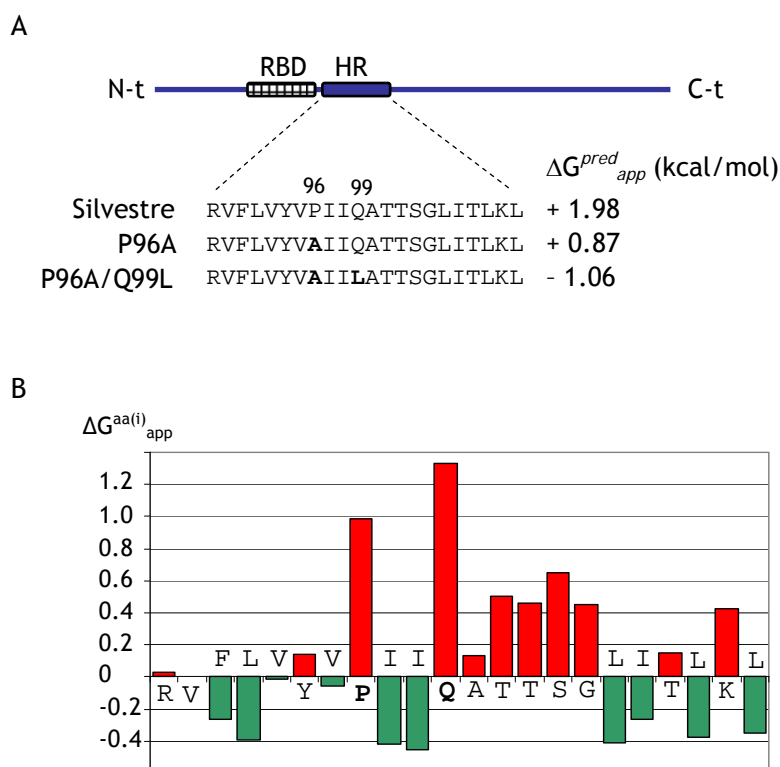 A
RBD HR
N-t C-t
ΔG^pred_app (kcal/mol)
96 99
Silvestre RVFLVYVPIIQATTSGLITLKL + 1.98
P96A RVFLVYVAIIQATTSGLITLKL + 0.87
P96A/Q99L RVFLVYVAIILATTSGLITLKL - 1.06
B
ΔG^aa(i)_app
1.2
1.0
0.8
0.6
0.4
0.2
F L V V I I L I L L
0
R V Y P Q A T T S G T K
-0.2
-0.4